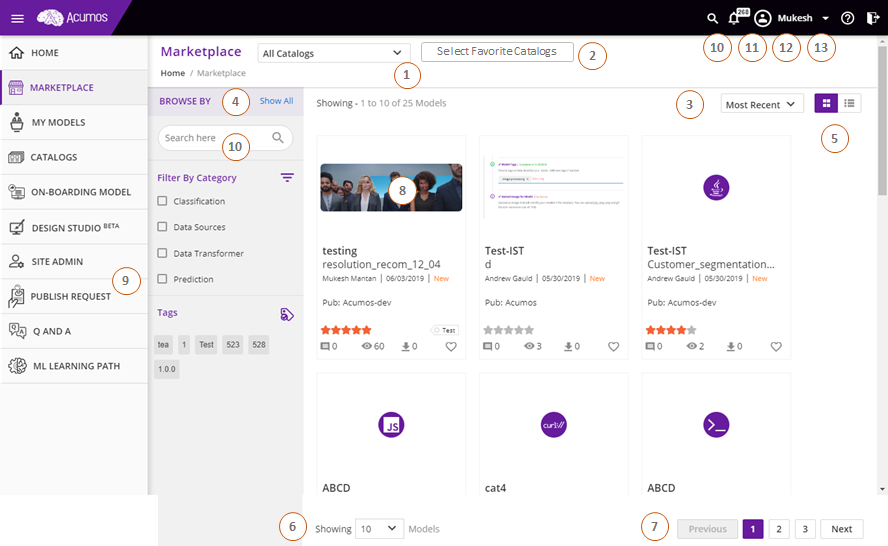 Acumos
268
Mukesh
10
11
12
13
HOME
MARKETPLACE
MY MODELS
CATALOGS
ON-BOARDING MODEL
DESIGN STUDIO BETA
SITE ADMIN
9
PUBLISH REQUEST
Q AND A
ML LEARNING PATH
Marketplace
All Catalogs
Select Favorite Catalogs
2
1
Home / Marketplace
BROWSE BY
4
Show All
Search here
10
Filter By Category
Classification
Data Sources
Data Transformer
Prediction
Tags
tea 1 Test 523 528
1.0.0
Showing - 1 to 10 of 25 Models
3
Most Recent
5
8
testing
resolution_recom_12_04
Mukesh Mantan | 06/03/2019 | New
Pub: Acumos-dev
Test
0 60 0
Test-IST
d
Andrew Gauld | 05/30/2019 | New
Pub: Acumos
0 3 0
Test-IST
Customer_segmentation...
Andrew Gauld | 05/30/2019 | New
Pub: Acumos-dev
0 2 0
JS
ABCD
curl://
cat4
>_
ABCD
6
Showing 10 Models
7
Previous 1 2 3 Next